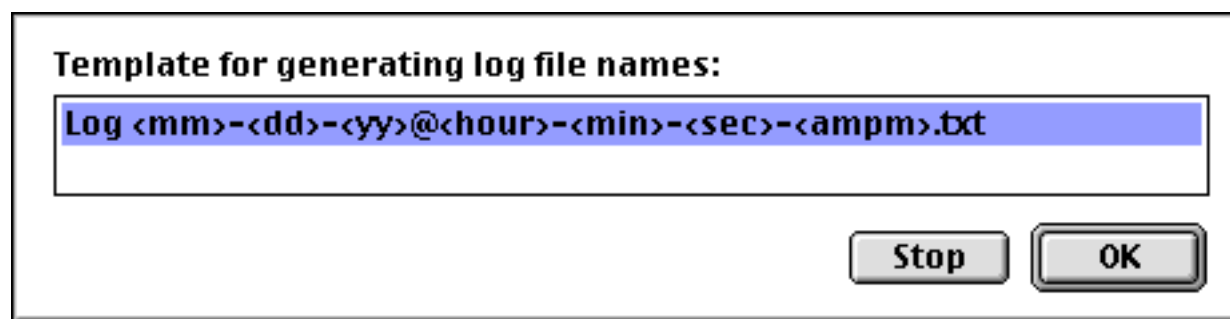 Template for generating log file names:
Log <mm>-<dd>-<yy>@<hour>-<min>-<sec>-<ampm>.txt
Stop
OK